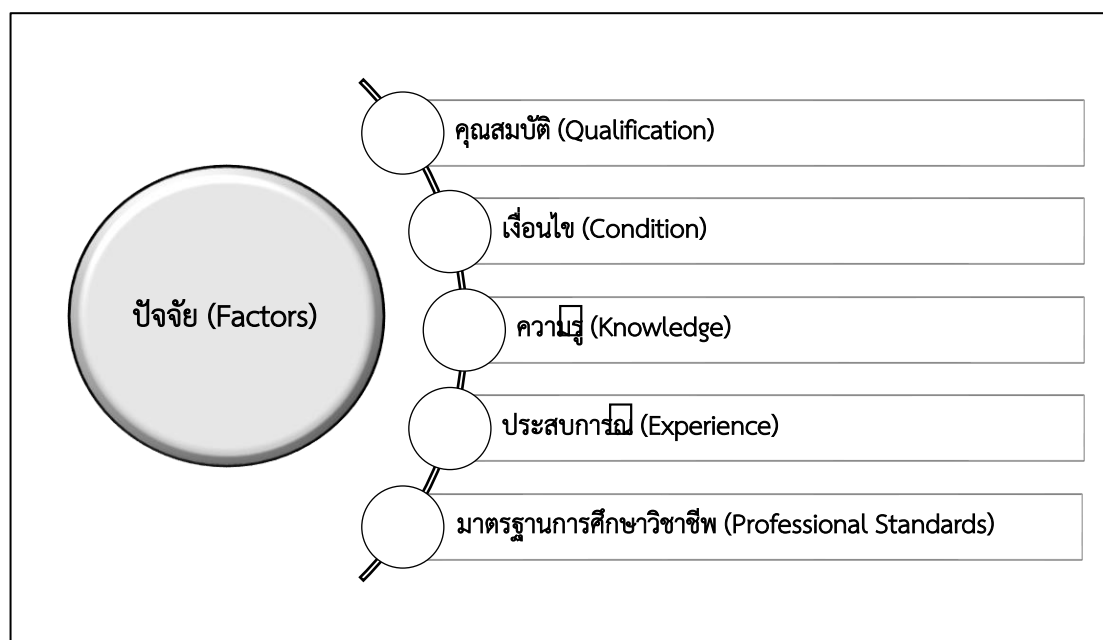 ปัจจัย (Factors)
คุณสมบัติ (Qualification)
เงื่อนไข (Condition)
ความรู้ (Knowledge)
ประสบการณ์ (Experience)
มาตรฐานการศึกษาวิชาชีพ (Professional Standards)